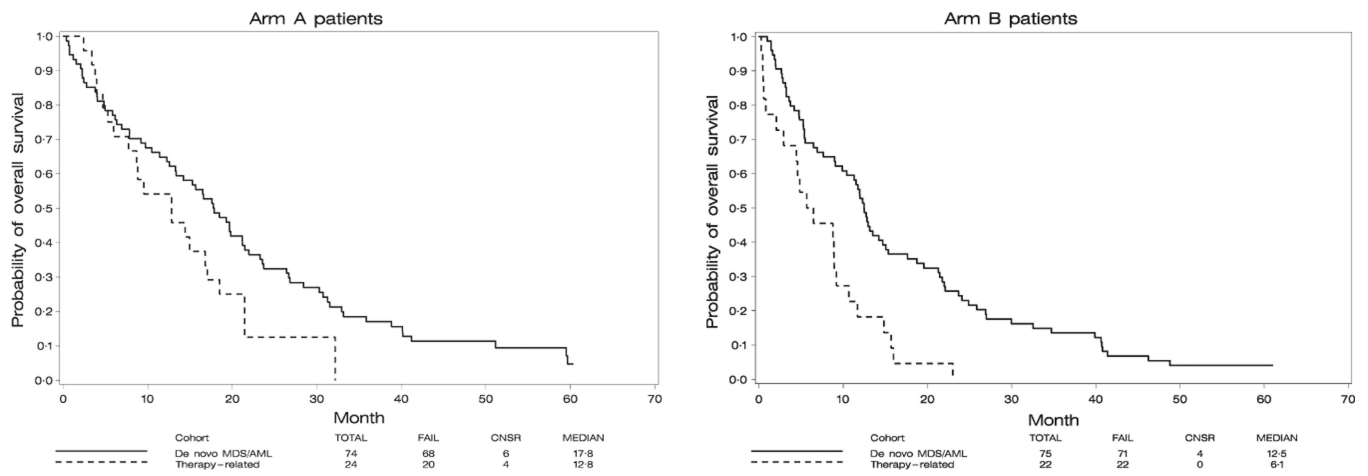 Arm A patients
Probability of overall survival
1·0
0·9
0·8
0·7
0·6
0·5
0·4
0·3
0·2
0·1
0·0
0 10 20 30 40 50 60 70
Month
Cohort TOTAL FAIL CNSR MEDIAN
De novo MDS/AML 74 68 6 17·8
Therapy-related 24 20 4 12·8
Arm B patients
Probability of overall survival
1·0
0·9
0·8
0·7
0·6
0·5
0·4
0·3
0·2
0·1
0·0
0 10 20 30 40 50 60 70
Month
Cohort TOTAL FAIL CNSR MEDIAN
De novo MDS/AML 75 71 4 12·5
Therapy-related 22 22 0 6·1